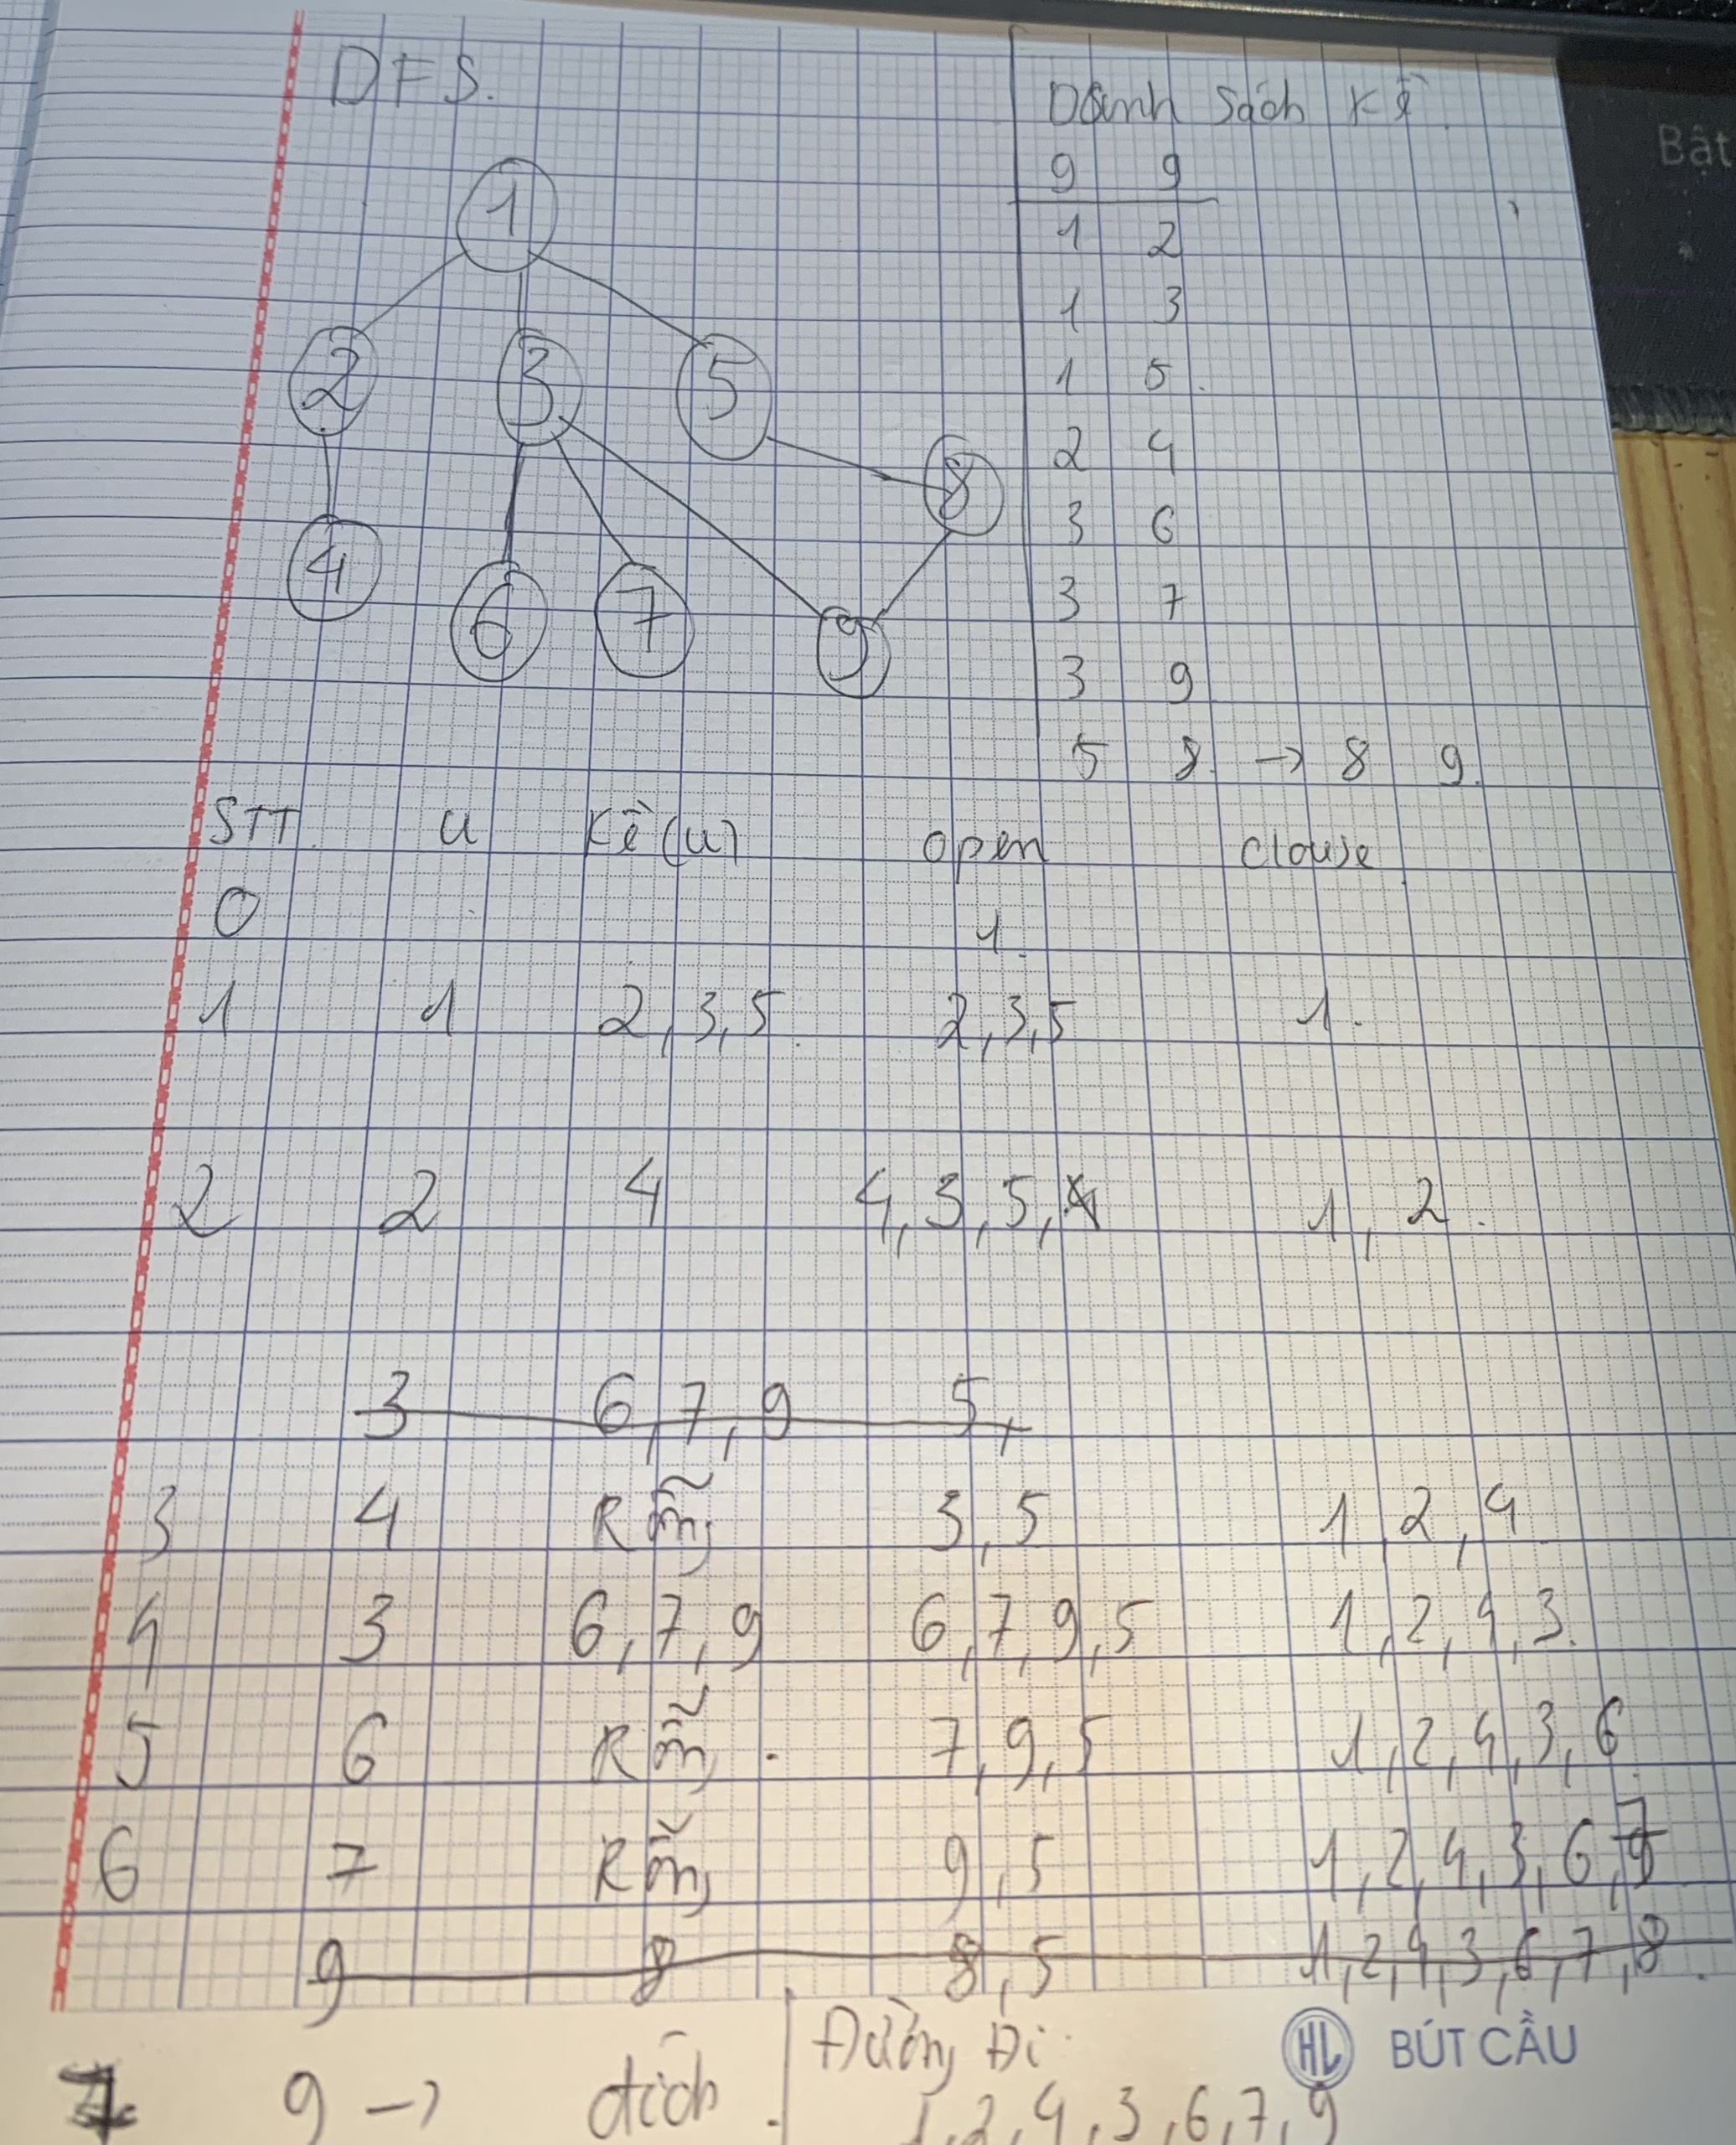 DFS.
1
2 3 5
8
4
6 7 9
Danh sách kề
9 9
1 2
1 3
1 5.
2 4
3 6
3 7
3 9
5 8. -> 8 9.
STT. u kề(u) open clouse
0 1.
1 1 2,3,5. 2,3,5 1.
2 2 4 4,3,5, 1, 2.
3 6,7,9 5,
3 4 Rỗng 3,5 1,2,4
4 3 6,7,9 6,7,9,5 1,2,4,3.
5 6 Rỗng. 7,9,5 1,2,4,3,6
6 7 Rỗng 9,5 1,2,4,3,6,7
9 8 8,5 1,2,4,3,6,7,8.
7 9 -> đích.
Đường Đi:
1,2,4,3,6,7,9
HL BÚT CẦU
Bật